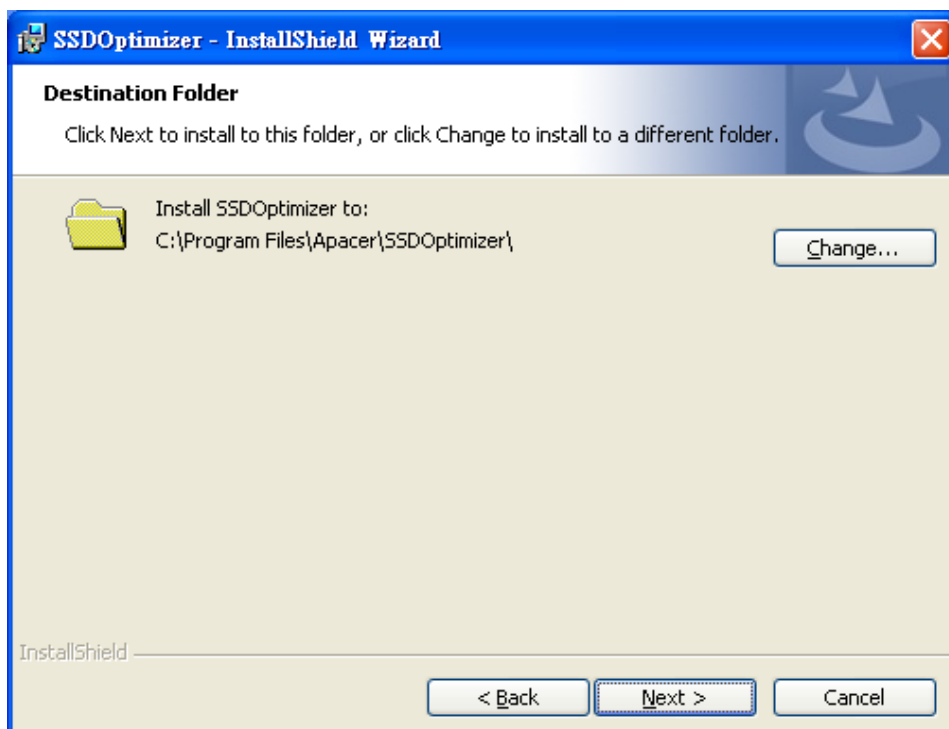 SSDOptimizer - InstallShield Wizard
Destination Folder
Click Next to install to this folder, or click Change to install to a different folder.
Install SSDOptimizer to:
C:\Program Files\Apacer\SSDOptimizer\
Change...
InstallShield
< Back
Next >
Cancel